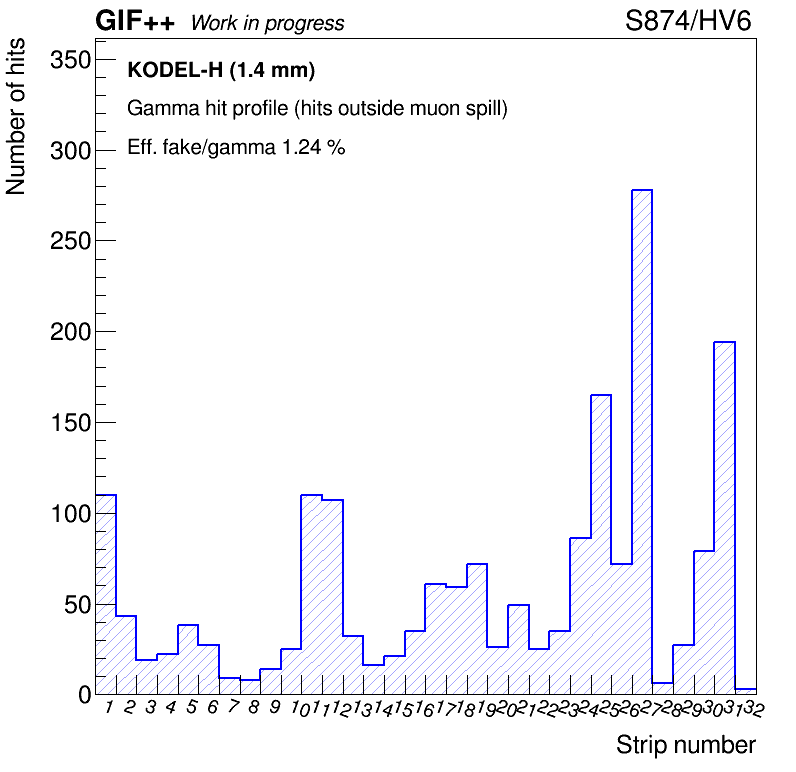 GIF++ Work in progress S874/HV6
Number of hits
KODEL-H (1.4 mm)
Gamma hit profile (hits outside muon spill)
Eff. fake/gamma 1.24 %
350
300
250
200
150
100
50
0
1 2 3 4 5 6 7 8 9 10 11 12 13 14 15 16 17 18 19 20 21 22 23 24 25 26 27 28 29 30 31 32
Strip number